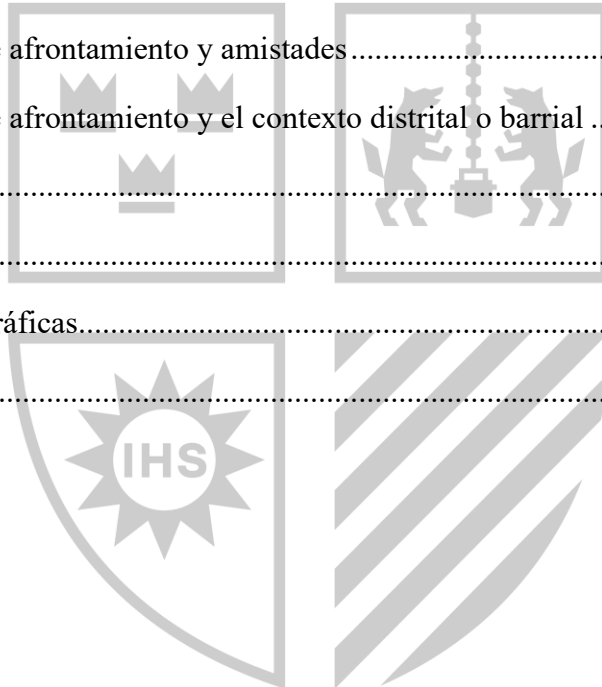 e afrontamiento y amistades..................................
e afrontamiento y el contexto distrital o barrial ..
...........................................................................
...........................................................................
ráficas..................................................................
IHS
...........................................................................